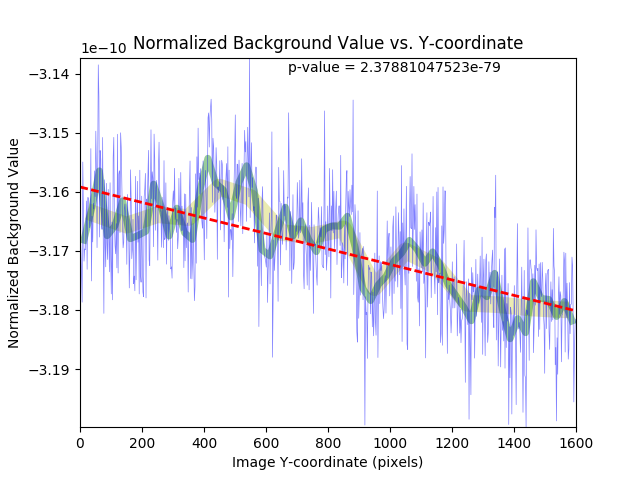 1e−10
Normalized Background Value vs. Y-coordinate
p-value = 2.37881047523e-79
Normalized Background Value
−3.14
−3.15
−3.16
−3.17
−3.18
−3.19
0 200 400 600 800 1000 1200 1400 1600
Image Y-coordinate (pixels)